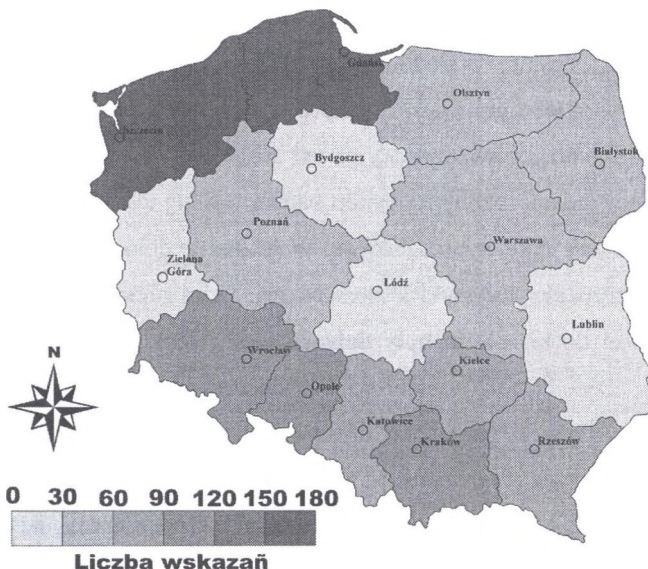 Gdańsk
Olsztyn
Szczecin
Białystok
Bydgoszcz
Poznań
Warszawa
Zielona
Góra
Łódź
Lublin
Wrocław
Kielce
Opole
Katowice
Kraków
Rzeszów
N
0 30 60 90 120 150 180
Liczba wskazań